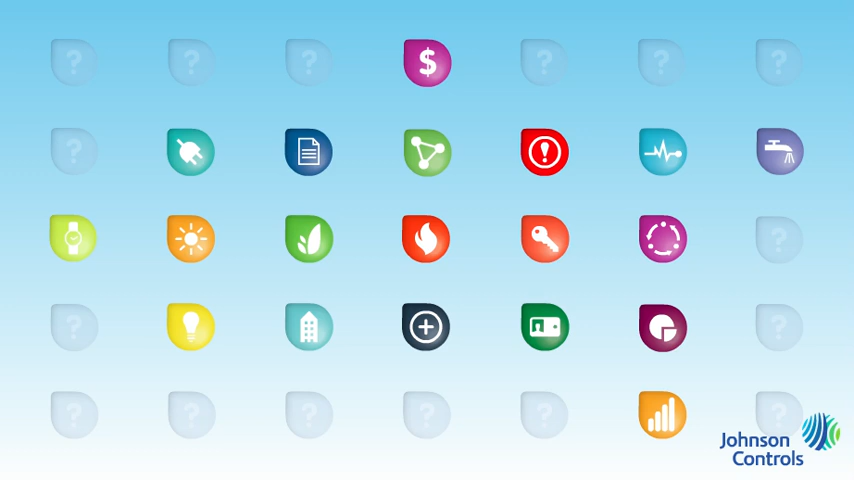 ? ? ? $ ? ? ?
?
?
? ?
? ? ? ? ? ?
Johnson
Controls